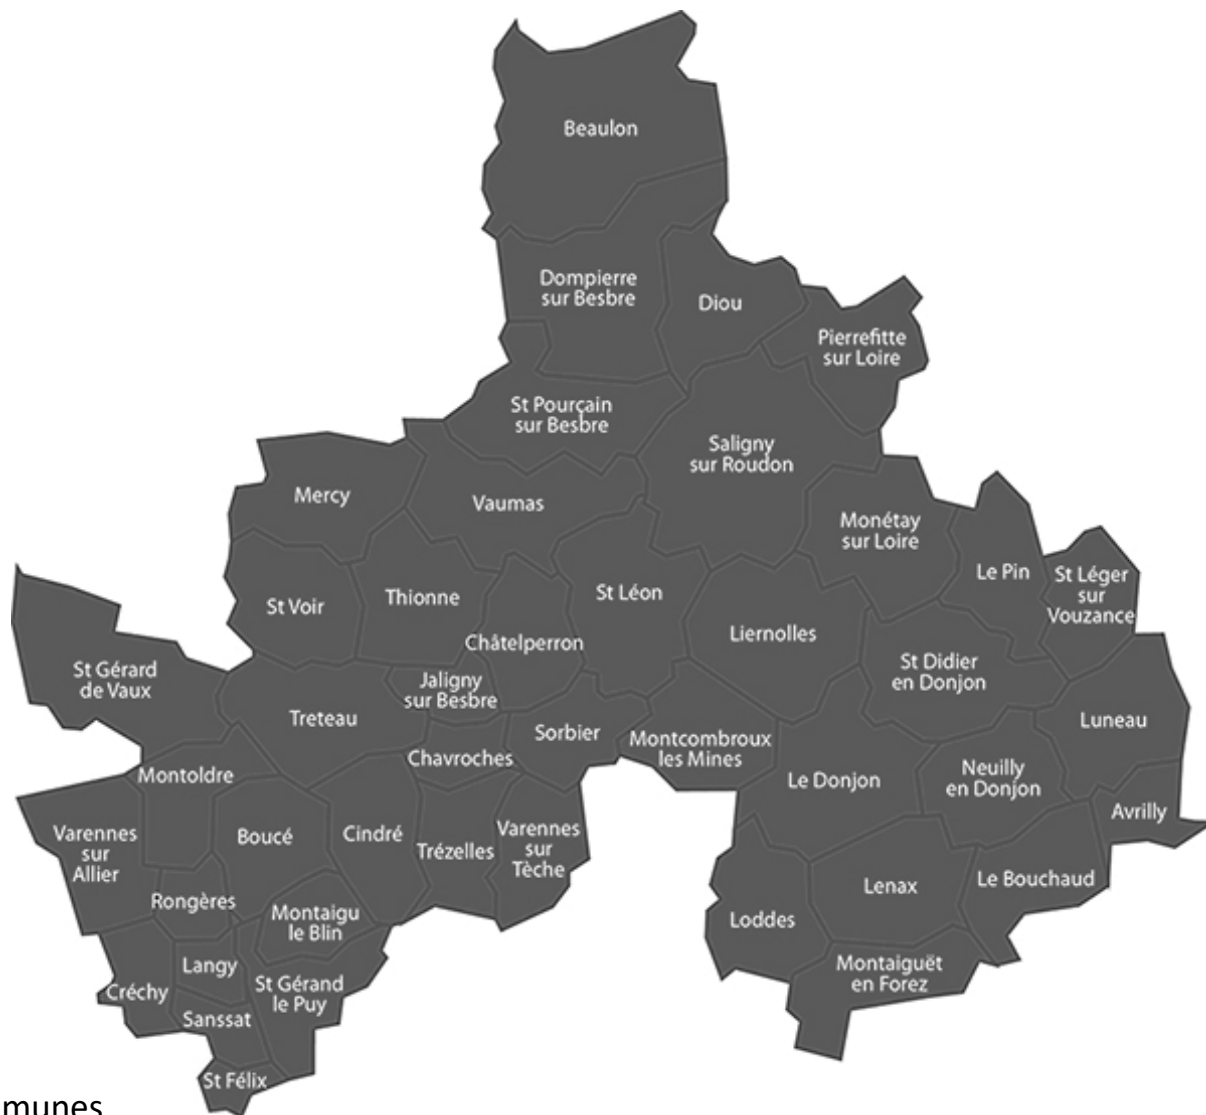 Beaulon
Dompierre
sur Besbre
Diou
Pierrefitte
sur Loire
St Pourçain
sur Besbre
Saligny
sur Roudon
Mercy
Vaumas
Monétay
sur Loire
Le Pin
St Léger
sur
Vouzance
St Voir
Thionne
St Léon
Liernolles
Châtelperron
St Gérard
de Vaux
Jaligny
sur Besbre
St Didier
en Donjon
Treteau
Sorbier
Montcombroux
les Mines
Luneau
Chavroches
Montoldre
Le Donjon
Neuilly
en Donjon
Avrilly
Varennes
sur
Allier
Boucé
Cindré
Trézelles
Varennes
sur
Tèche
Rongères
Lenax
Le Bouchaud
Montaigu
le Blin
Loddes
Langy
Créchy
St Gérand
le Puy
Montaiguët
en Forez
Sanssat
St Félix
munes